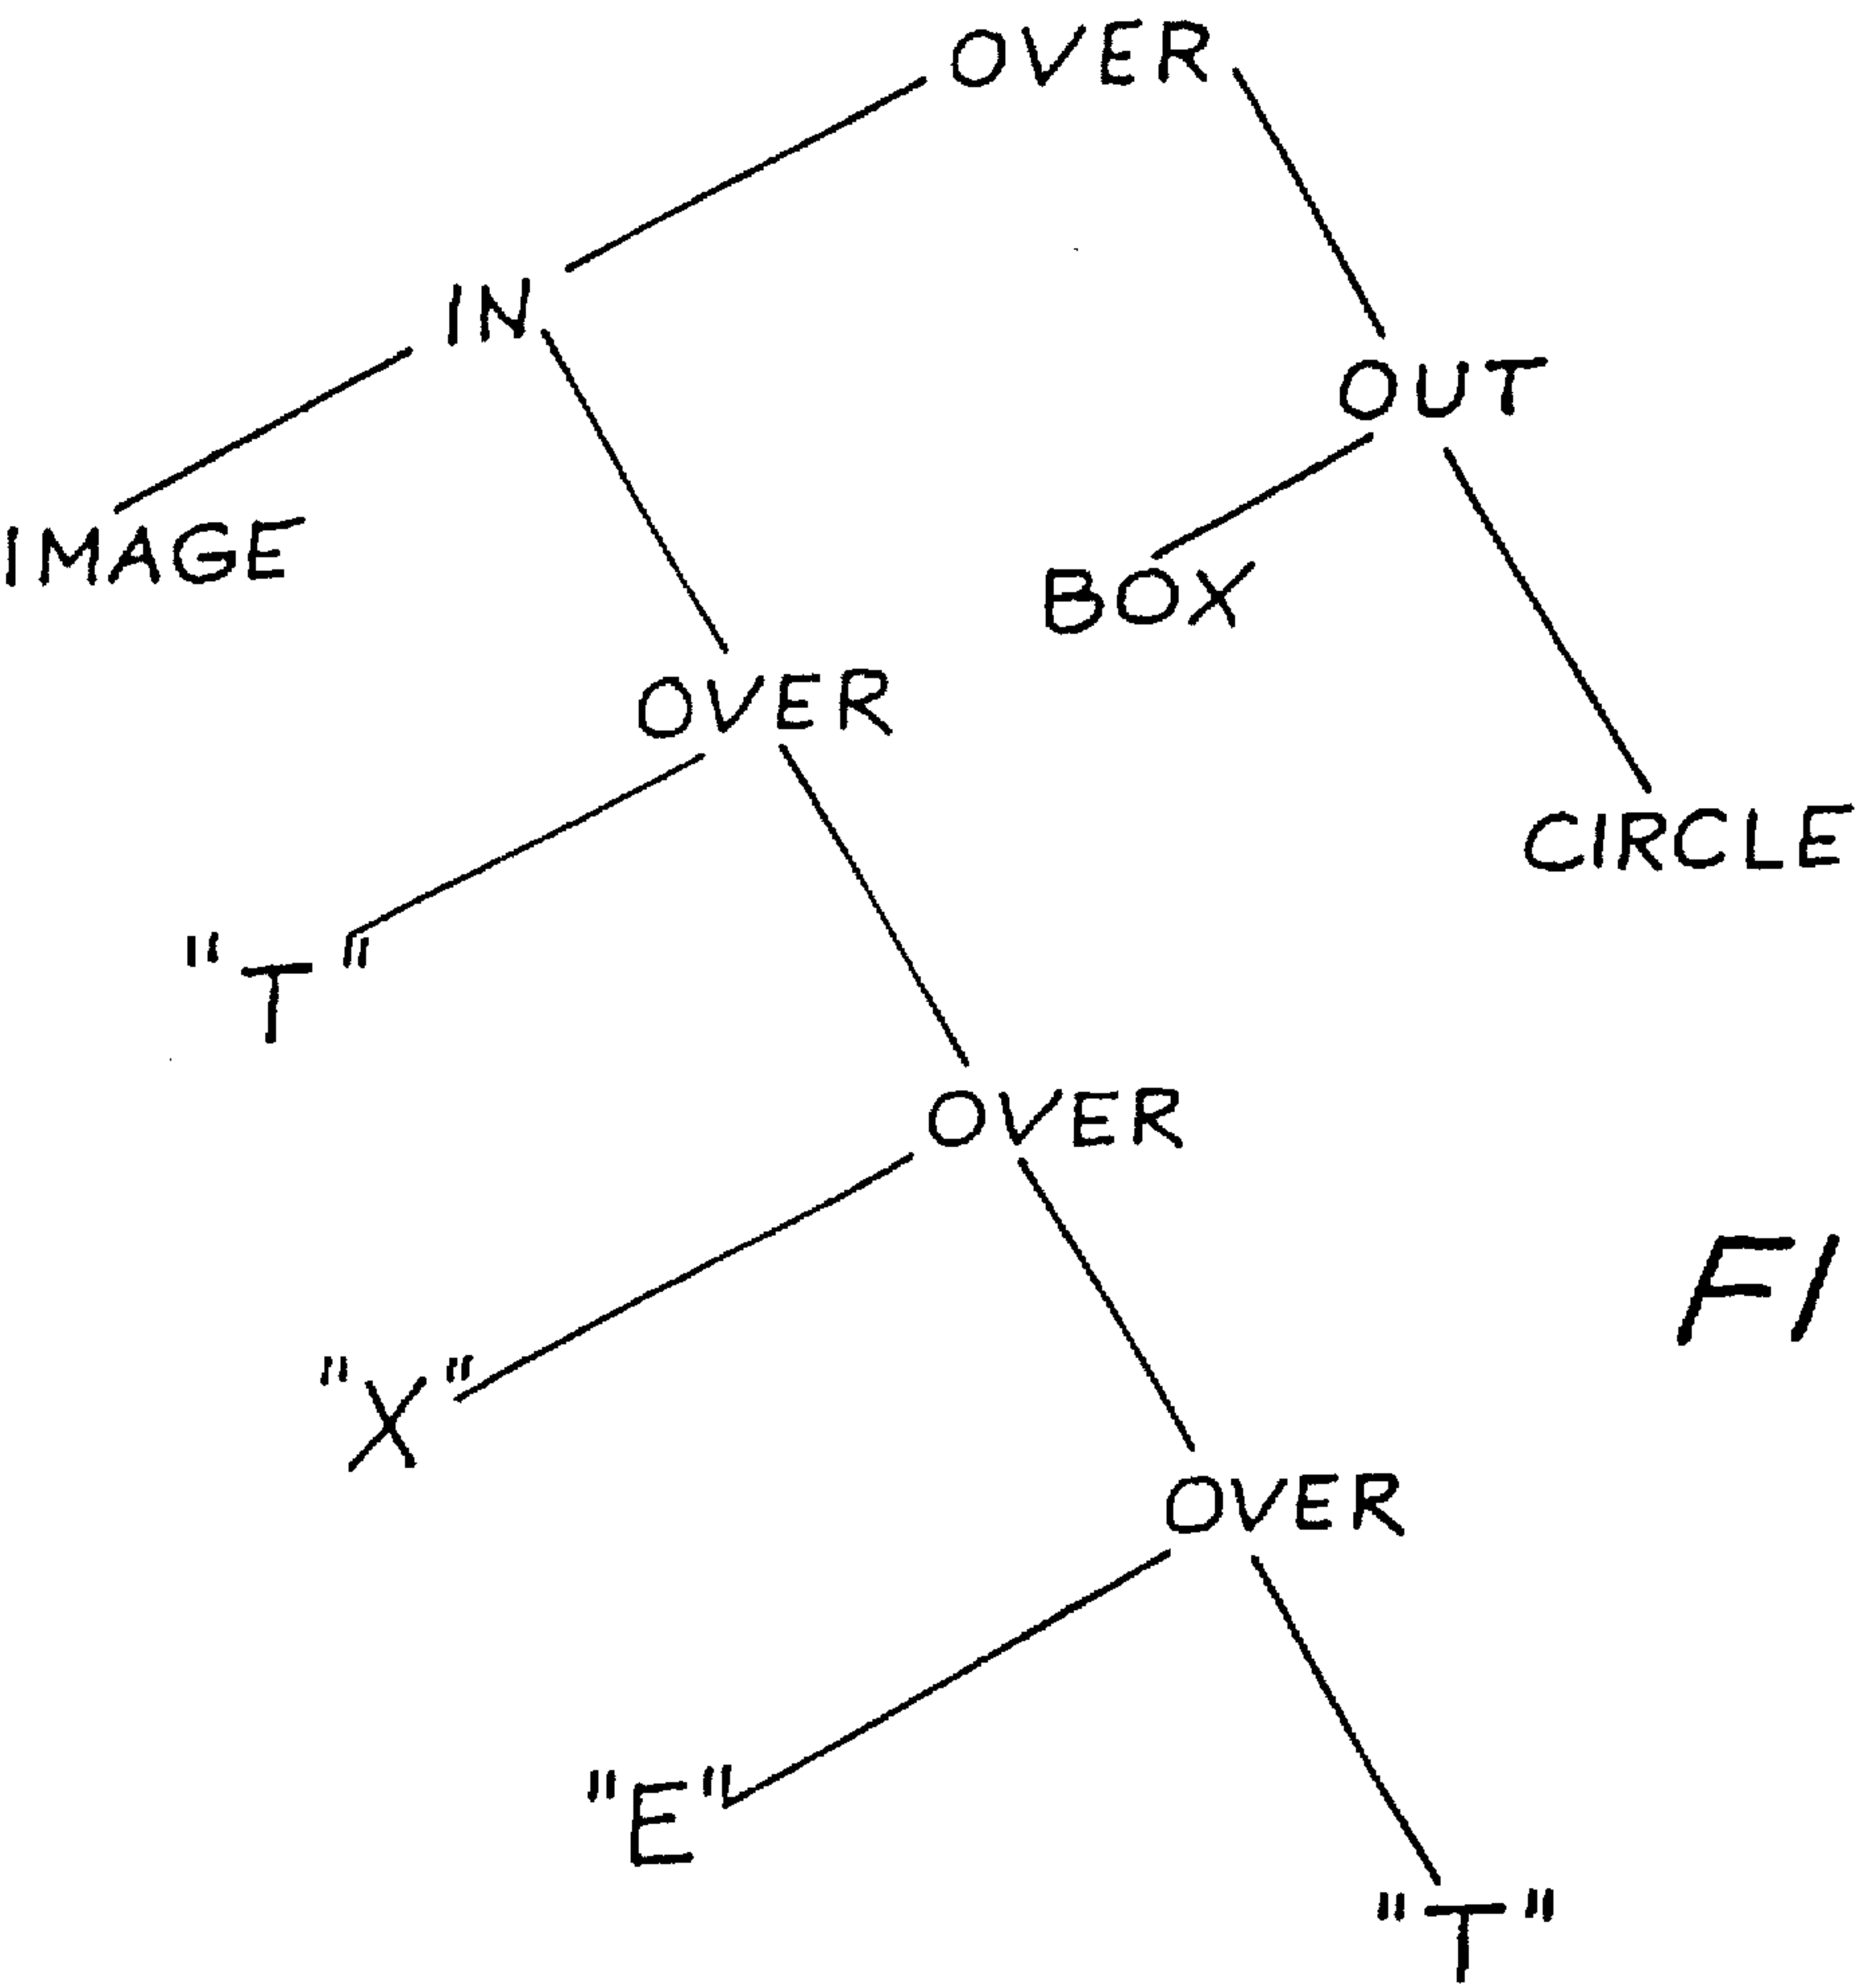 OVER
IN
OUT
IMAGE
BOX
OVER
CIRCLE
"T"
OVER
FI
"X"
OVER
"E"
"T"